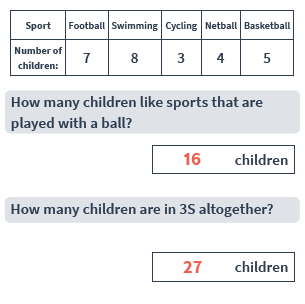 Sport Football Swimming Cycling Netball Basketball
Number of
children: 7 8 3 4 5
How many children like sports that are
played with a ball?
16 children
How many children are in 3S altogether?
27 children